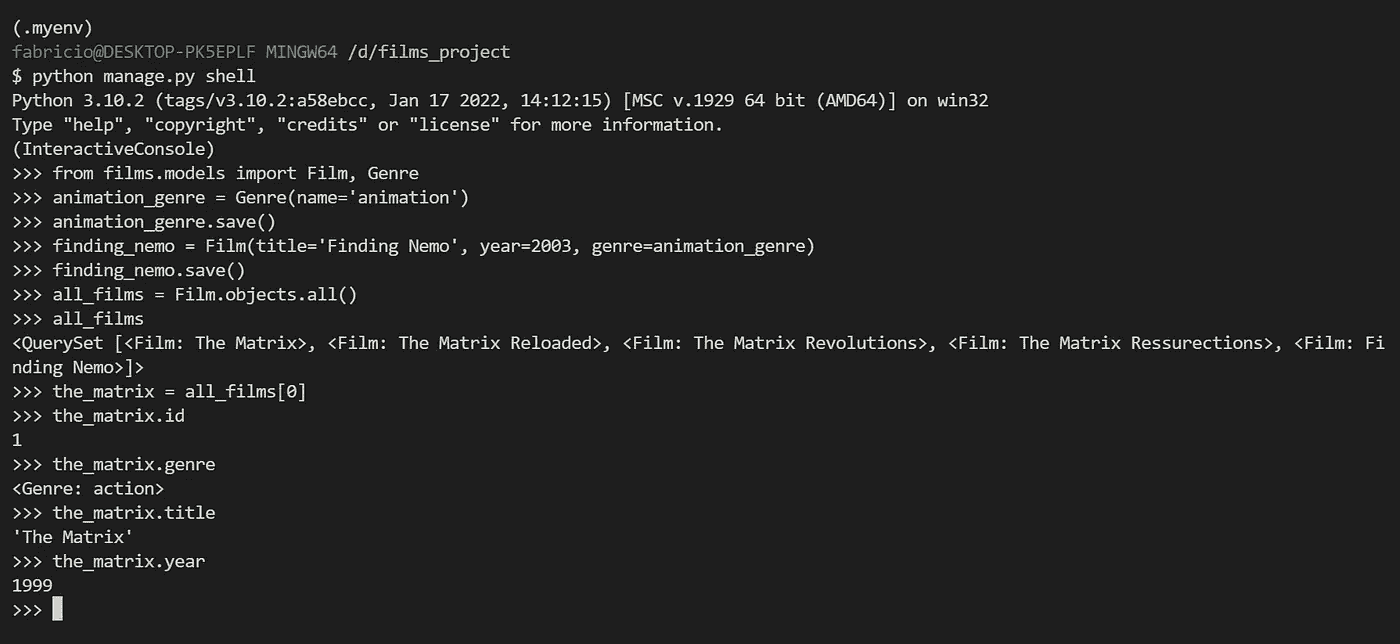 (.myenv)
fabricio@DESKTOP-PK5EPLF MINGW64 /d/films_project
$ python manage.py shell
Python 3.10.2 (tags/v3.10.2:a58ebcc, Jan 17 2022, 14:12:15) [MSC v.1929 64 bit (AMD64)] on win32
Type "help", "copyright", "credits" or "license" for more information.
(InteractiveConsole)
>>> from films.models import Film, Genre
>>> animation_genre = Genre(name='animation')
>>> animation_genre.save()
>>> finding_nemo = Film(title='Finding Nemo', year=2003, genre=animation_genre)
>>> finding_nemo.save()
>>> all_films = Film.objects.all()
>>> all_films
<QuerySet [<Film: The Matrix>, <Film: The Matrix Reloaded>, <Film: The Matrix Revolutions>, <Film: The Matrix Ressurections>, <Film: Fi
nding Nemo>]>
>>> the_matrix = all_films[0]
>>> the_matrix.id
1
>>> the_matrix.genre
<Genre: action>
>>> the_matrix.title
'The Matrix'
>>> the_matrix.year
1999
>>>